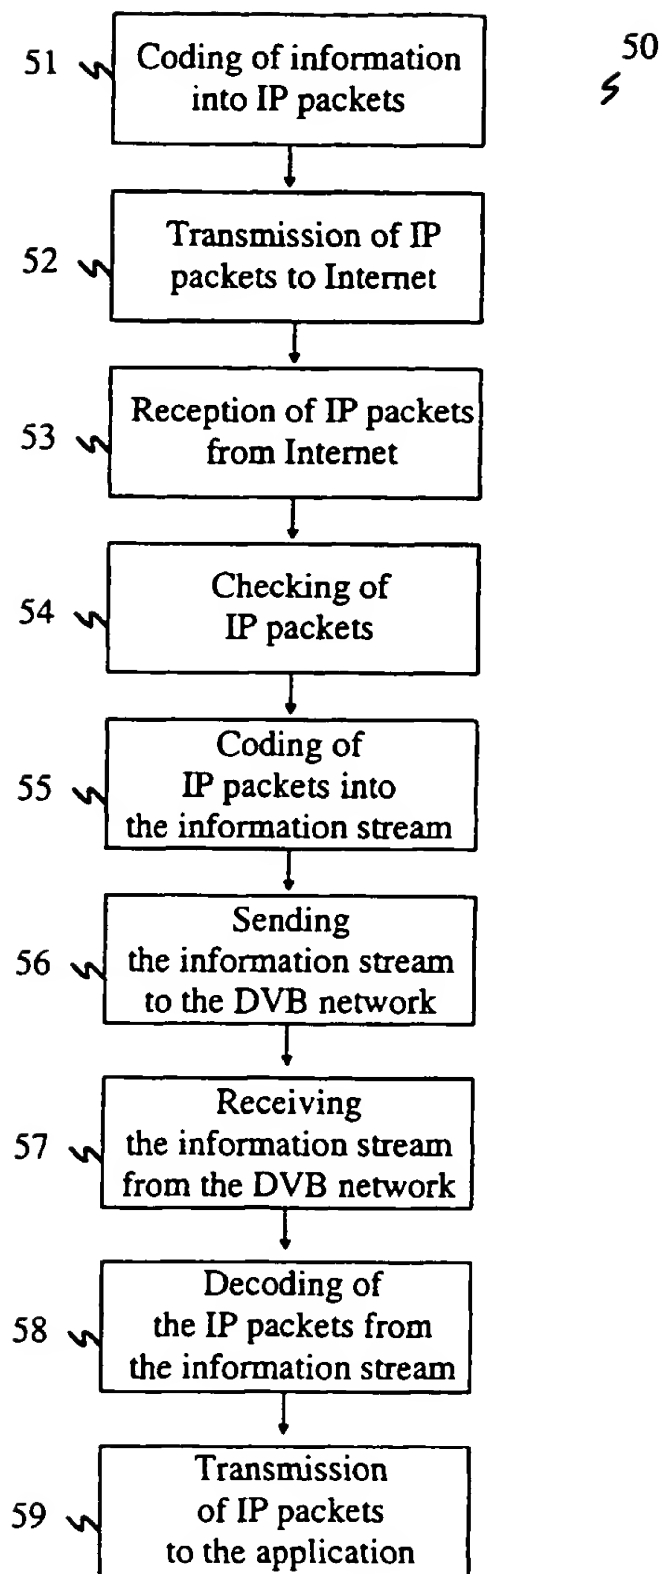 50
51
Coding of information
into IP packets
52
Transmission of IP
packets to Internet
53
Reception of IP packets
from Internet
54
Checking of
IP packets
55
Coding of
IP packets into
the information stream
56
Sending
the information stream
to the DVB network
57
Receiving
the information stream
from the DVB network
58
Decoding of
the IP packets from
the information stream
59
Transmission
of IP packets
to the application